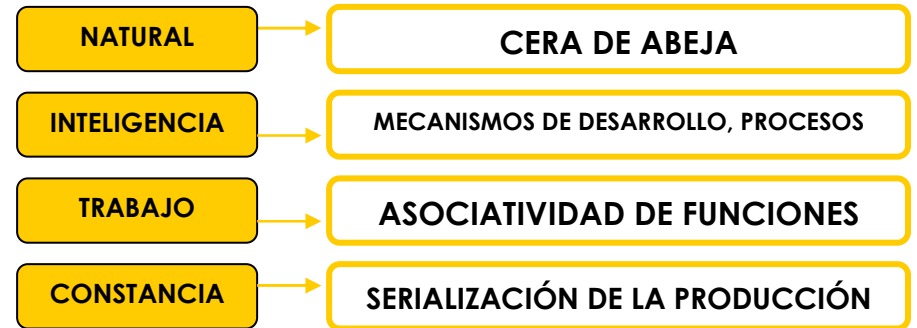 NATURAL
CERA DE ABEJA
INTELIGENCIA
MECANISMOS DE DESARROLLO, PROCESOS
TRABAJO
ASOCIATIVIDAD DE FUNCIONES
CONSTANCIA
SERIALIZACIÓN DE LA PRODUCCIÓN